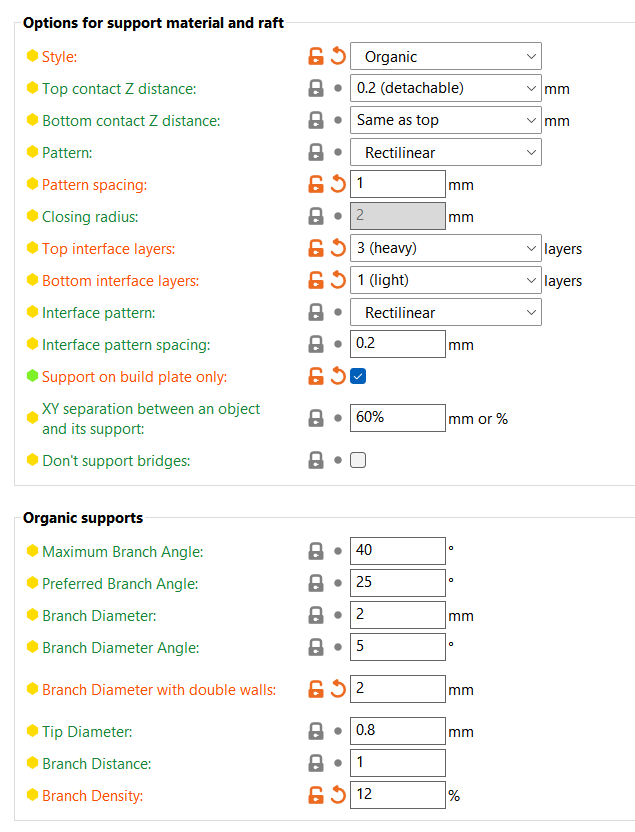 Options for support material and raft
Style: Organic
Top contact Z distance: 0.2 (detachable) mm
Bottom contact Z distance: Same as top mm
Pattern: Rectilinear
Pattern spacing: 1 mm
Closing radius: 2 mm
Top interface layers: 3 (heavy) layers
Bottom interface layers: 1 (light) layers
Interface pattern: Rectilinear
Interface pattern spacing: 0.2 mm
Support on build plate only:
XY separation between an object
and its support: 60% mm or %
Don't support bridges:
Organic supports
Maximum Branch Angle: 40 °
Preferred Branch Angle: 25 °
Branch Diameter: 2 mm
Branch Diameter Angle: 5 °
Branch Diameter with double walls: 2 mm
Tip Diameter: 0.8 mm
Branch Distance: 1
Branch Density: 12 %